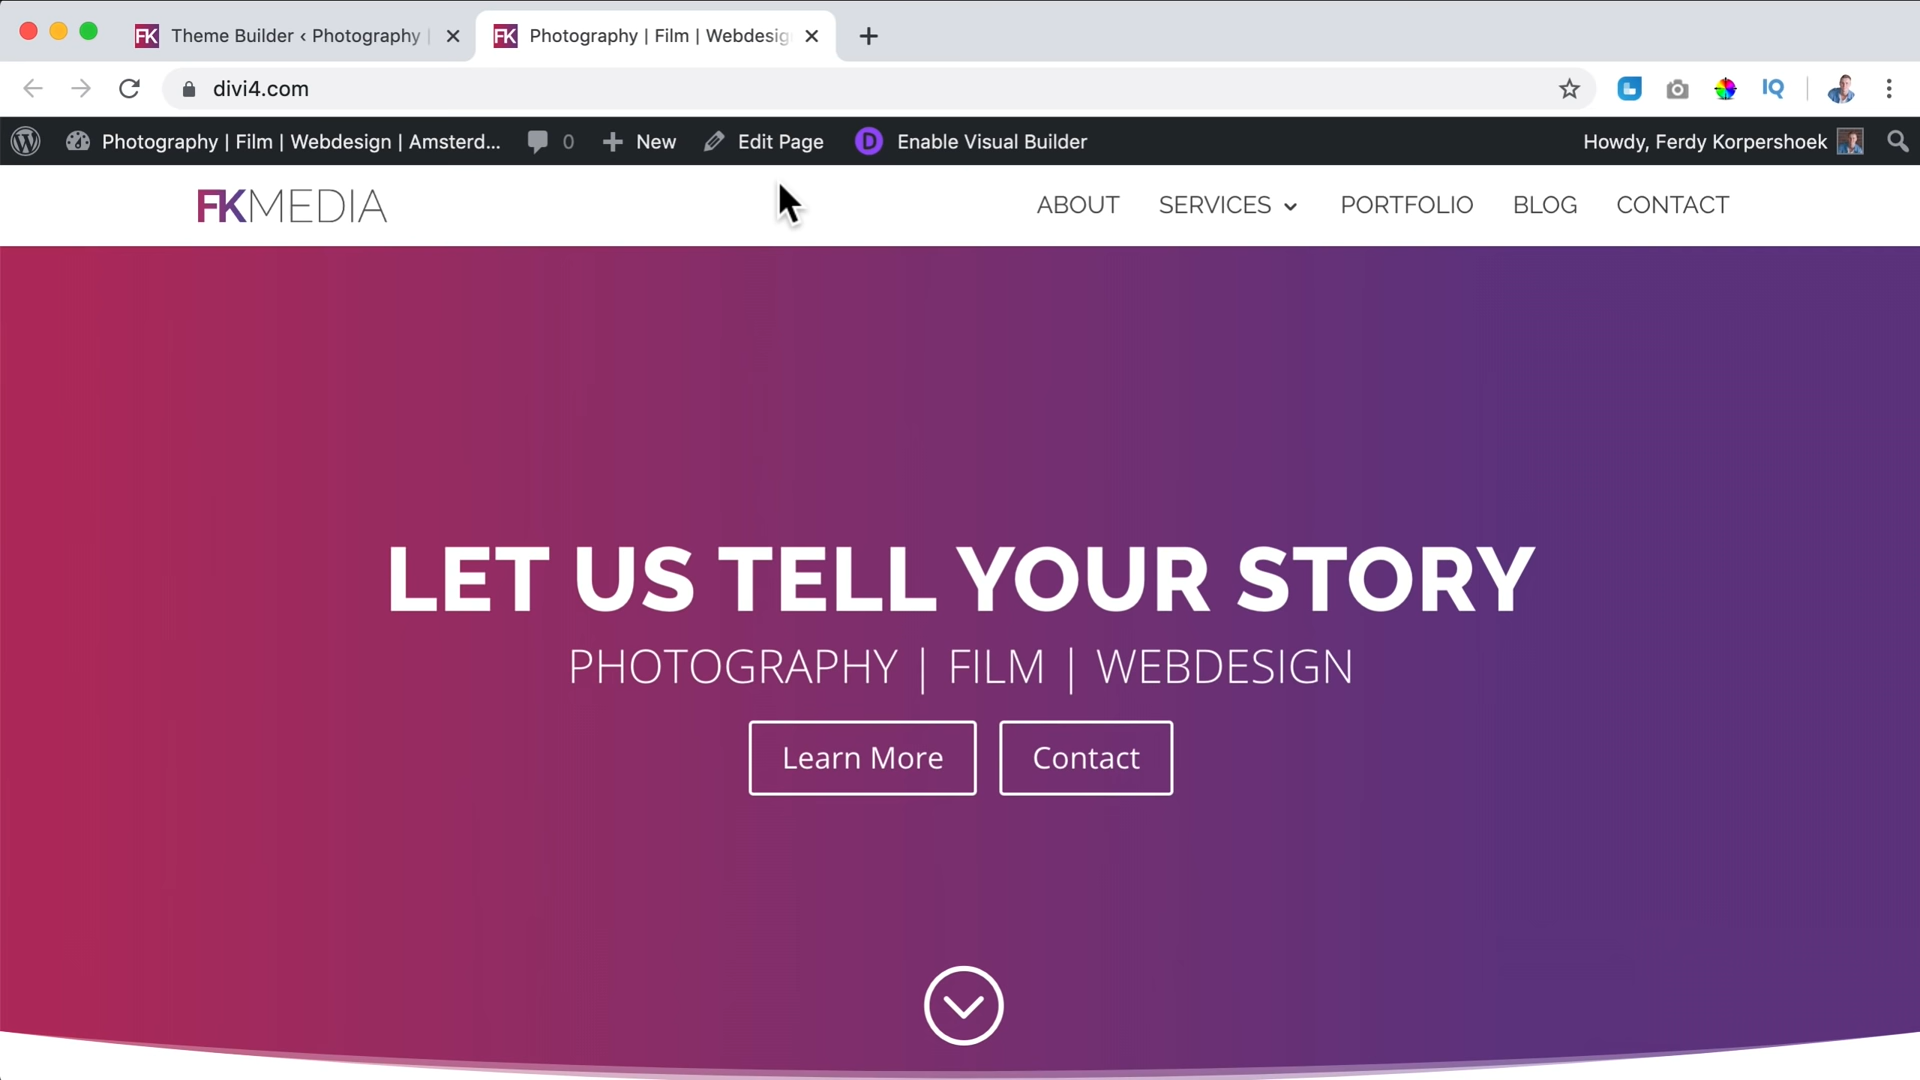 Theme Builder ‹ Photography |
Photography | Film | Webdesig
divi4.com
IQ
Photography | Film | Webdesign | Amsterd...
0
New
Edit Page
D
Enable Visual Builder
Howdy, Ferdy Korpershoek
FKMEDIA
ABOUT
SERVICES
PORTFOLIO
BLOG
CONTACT
LET US TELL YOUR STORY
PHOTOGRAPHY | FILM | WEBDESIGN
Learn More
Contact